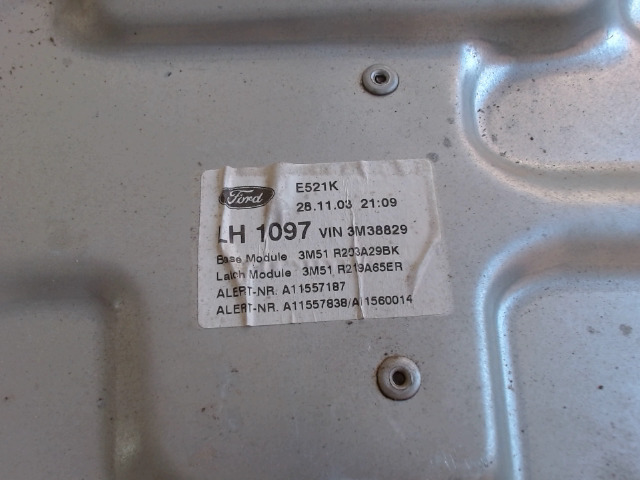 Ford
E521K
28.11.03 21:09
LH 1097 VIN 3M38829
Base Module 3M51 R203A29BK
Latch Module 3M51 R219A65ER
ALERT-NR. A11557187
ALERT-NR. A11557838/A11560014